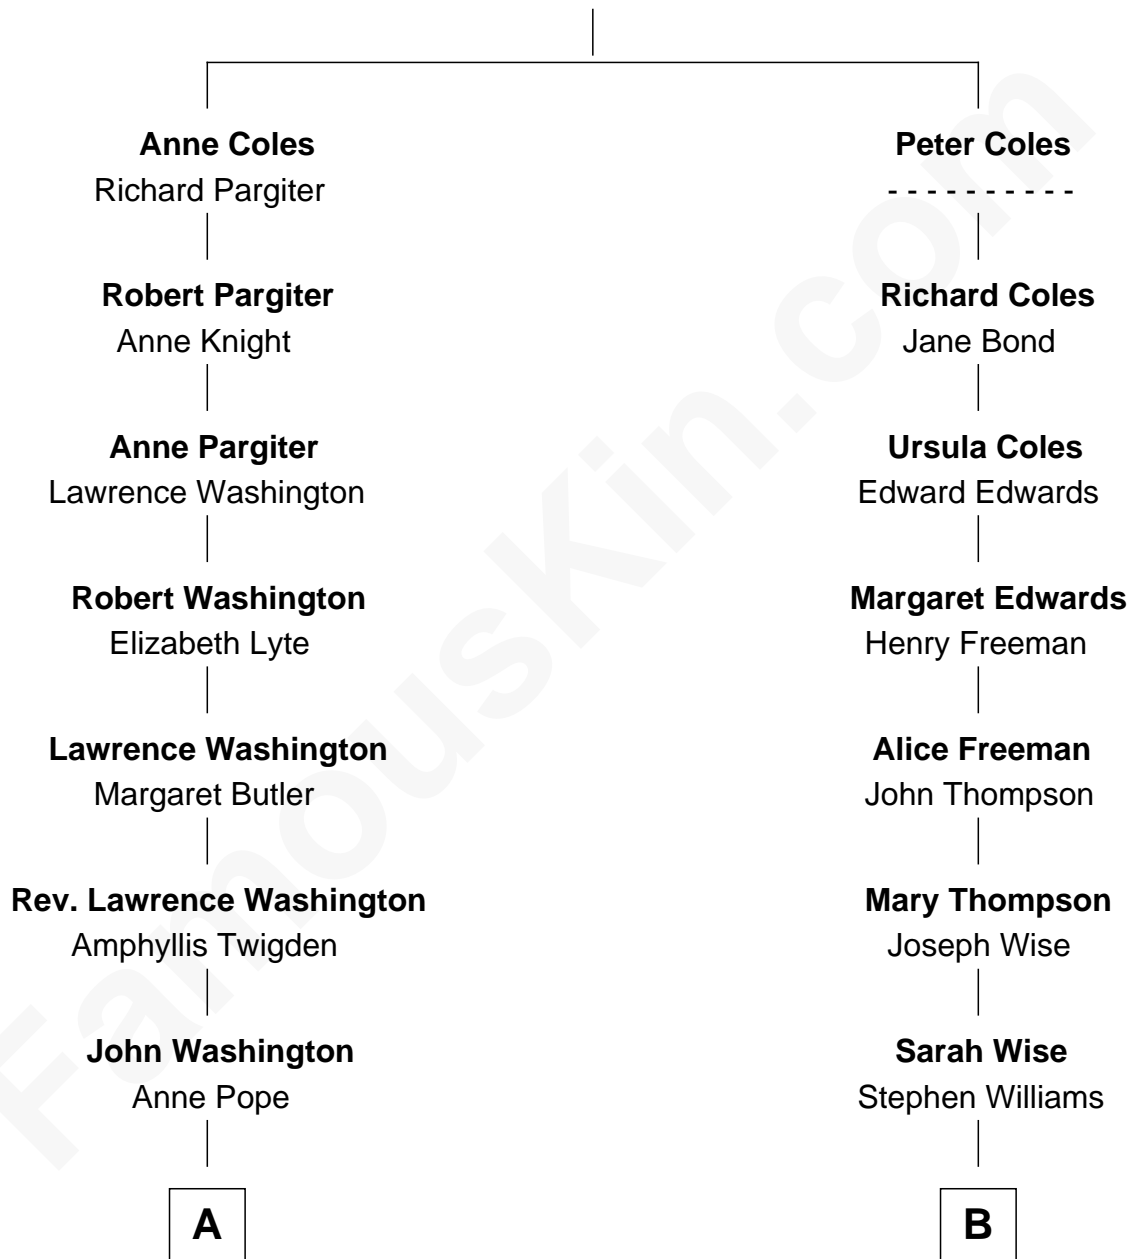 Anne Coles
Richard Pargiter
Peter Coles
- - - - - - - - - -
Robert Pargiter
Anne Knight
Richard Coles
Jane Bond
Anne Pargiter
Lawrence Washington
Ursula Coles
Edward Edwards
Robert Washington
Elizabeth Lyte
Margaret Edwards
Henry Freeman
Lawrence Washington
Margaret Butler
Alice Freeman
John Thompson
Rev. Lawrence Washington
Amphyllis Twigden
Mary Thompson
Joseph Wise
John Washington
Anne Pope
Sarah Wise
Stephen Williams
A
B
FamousKin.com